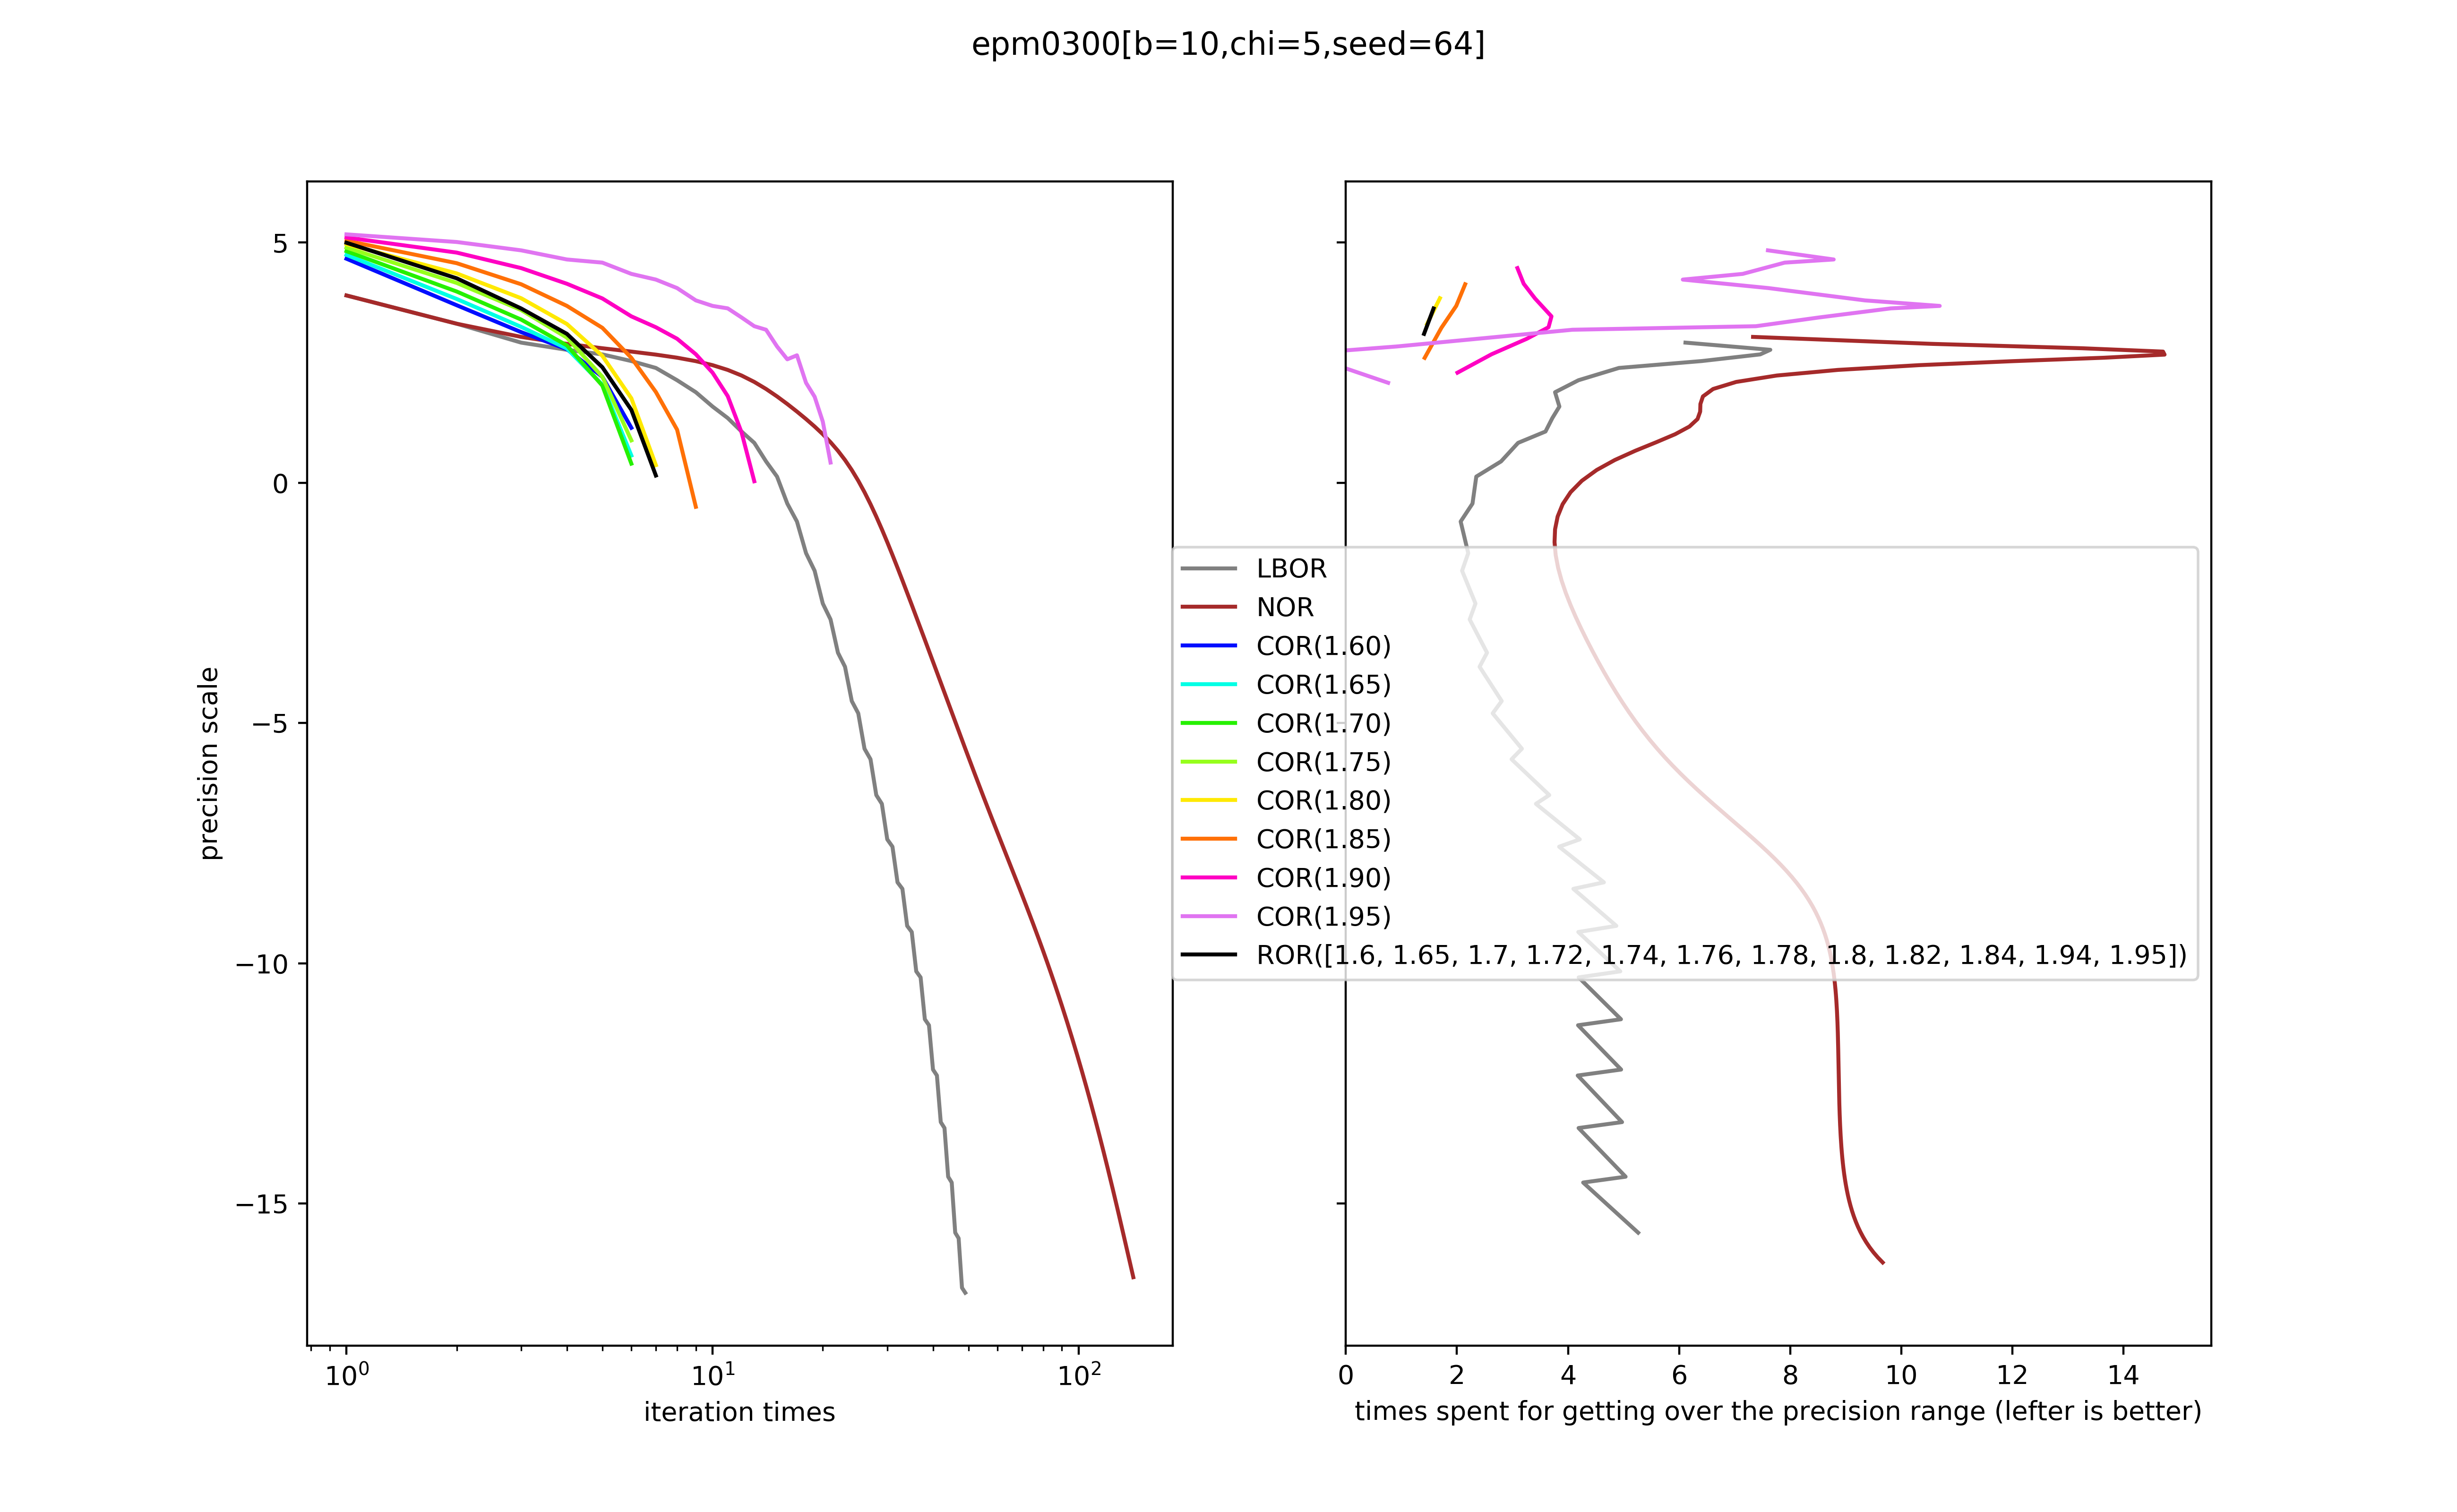 epm0300[b=10,chi=5,seed=64]
precision scale
5
0
−5
−10
−15
10⁰
10¹
10²
iteration times
LBOR
NOR
COR(1.60)
COR(1.65)
COR(1.70)
COR(1.75)
COR(1.80)
COR(1.85)
COR(1.90)
COR(1.95)
ROR([1.6, 1.65, 1.7, 1.72, 1.74, 1.76, 1.78, 1.8, 1.82, 1.84, 1.94, 1.95])
0 2 4 6 8 10 12 14
times spent for getting over the precision range (lefter is better)